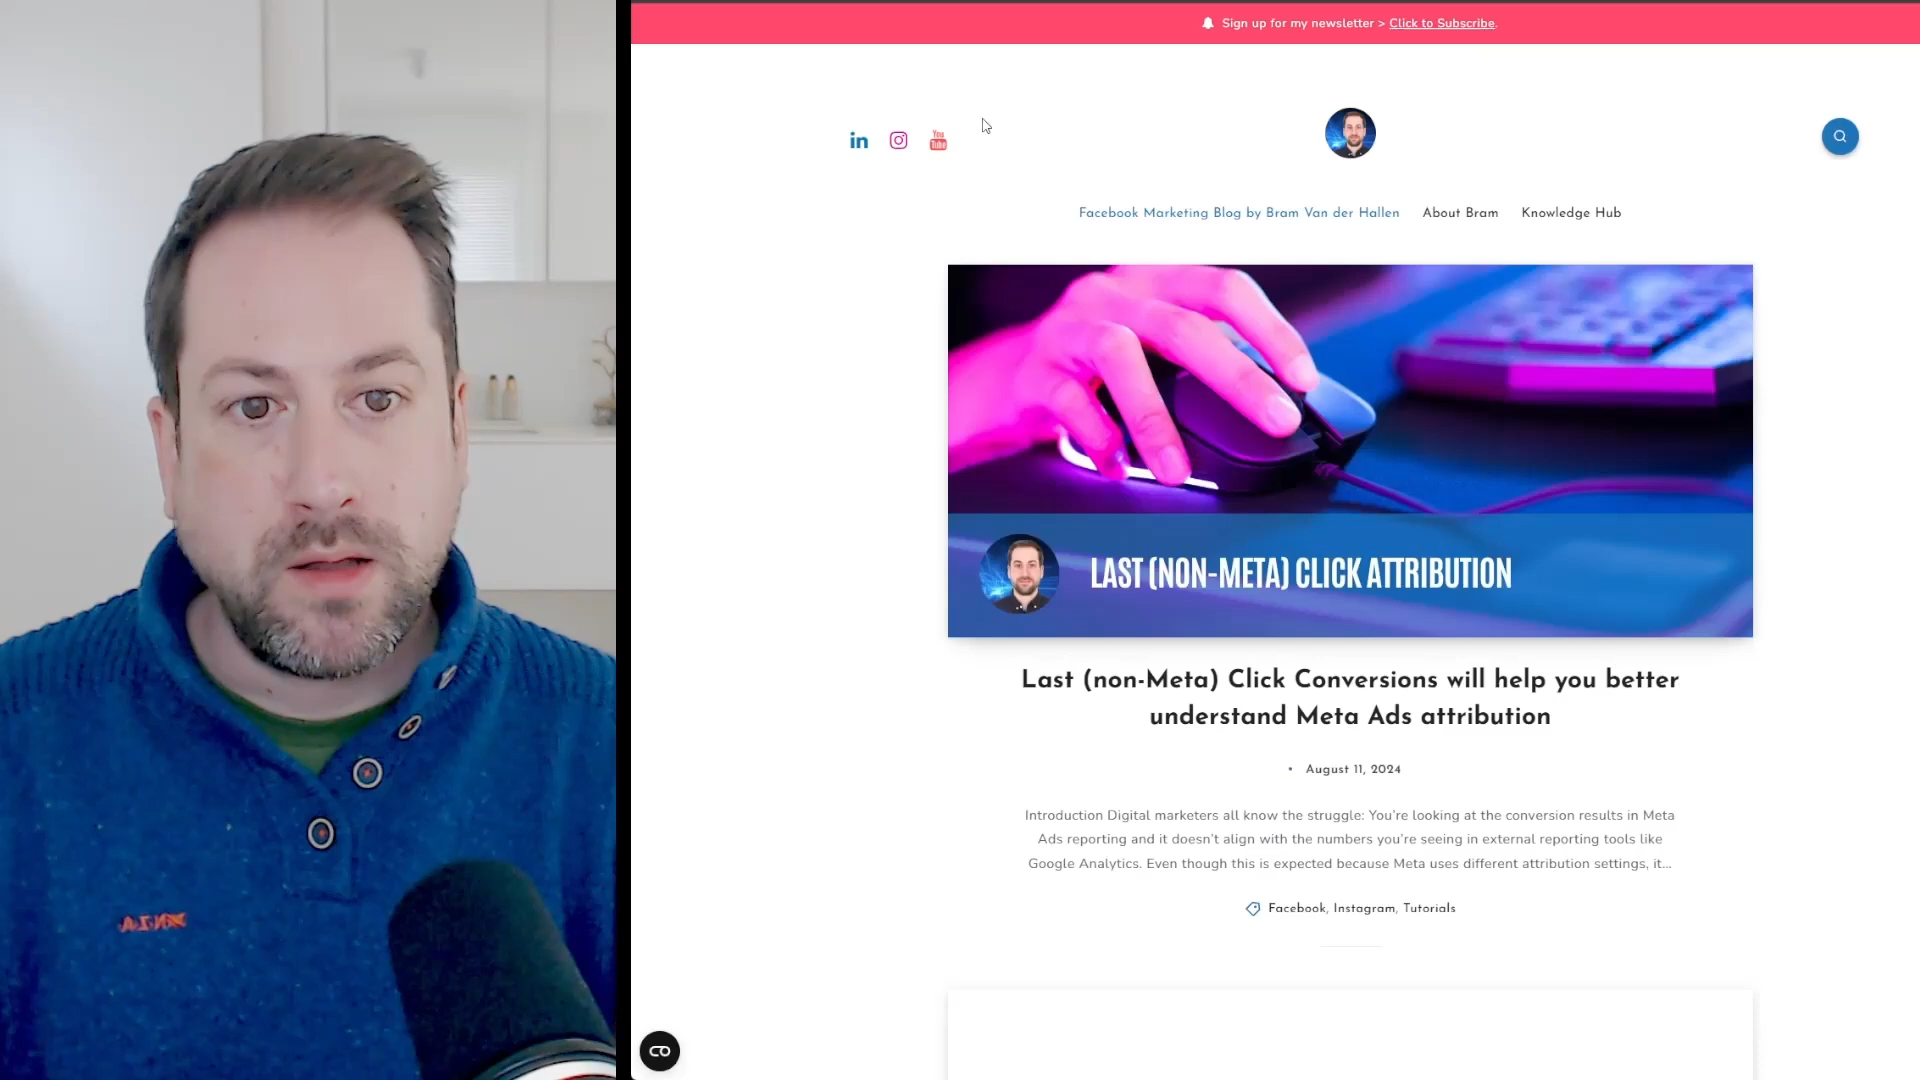 Sign up for my newsletter > Click to Subscribe.
in
You
Tube
Facebook Marketing Blog by Bram Van der Hallen
About Bram
Knowledge Hub
LAST (NON-META) CLICK ATTRIBUTION
Last (non-Meta) Click Conversions will help you better
understand Meta Ads attribution
• August 11, 2024
Introduction Digital marketers all know the struggle: You're looking at the conversion results in Meta
Ads reporting and it doesn't align with the numbers you're seeing in external reporting tools like
Google Analytics. Even though this is expected because Meta uses different attribution settings, it...
Facebook, Instagram, Tutorials